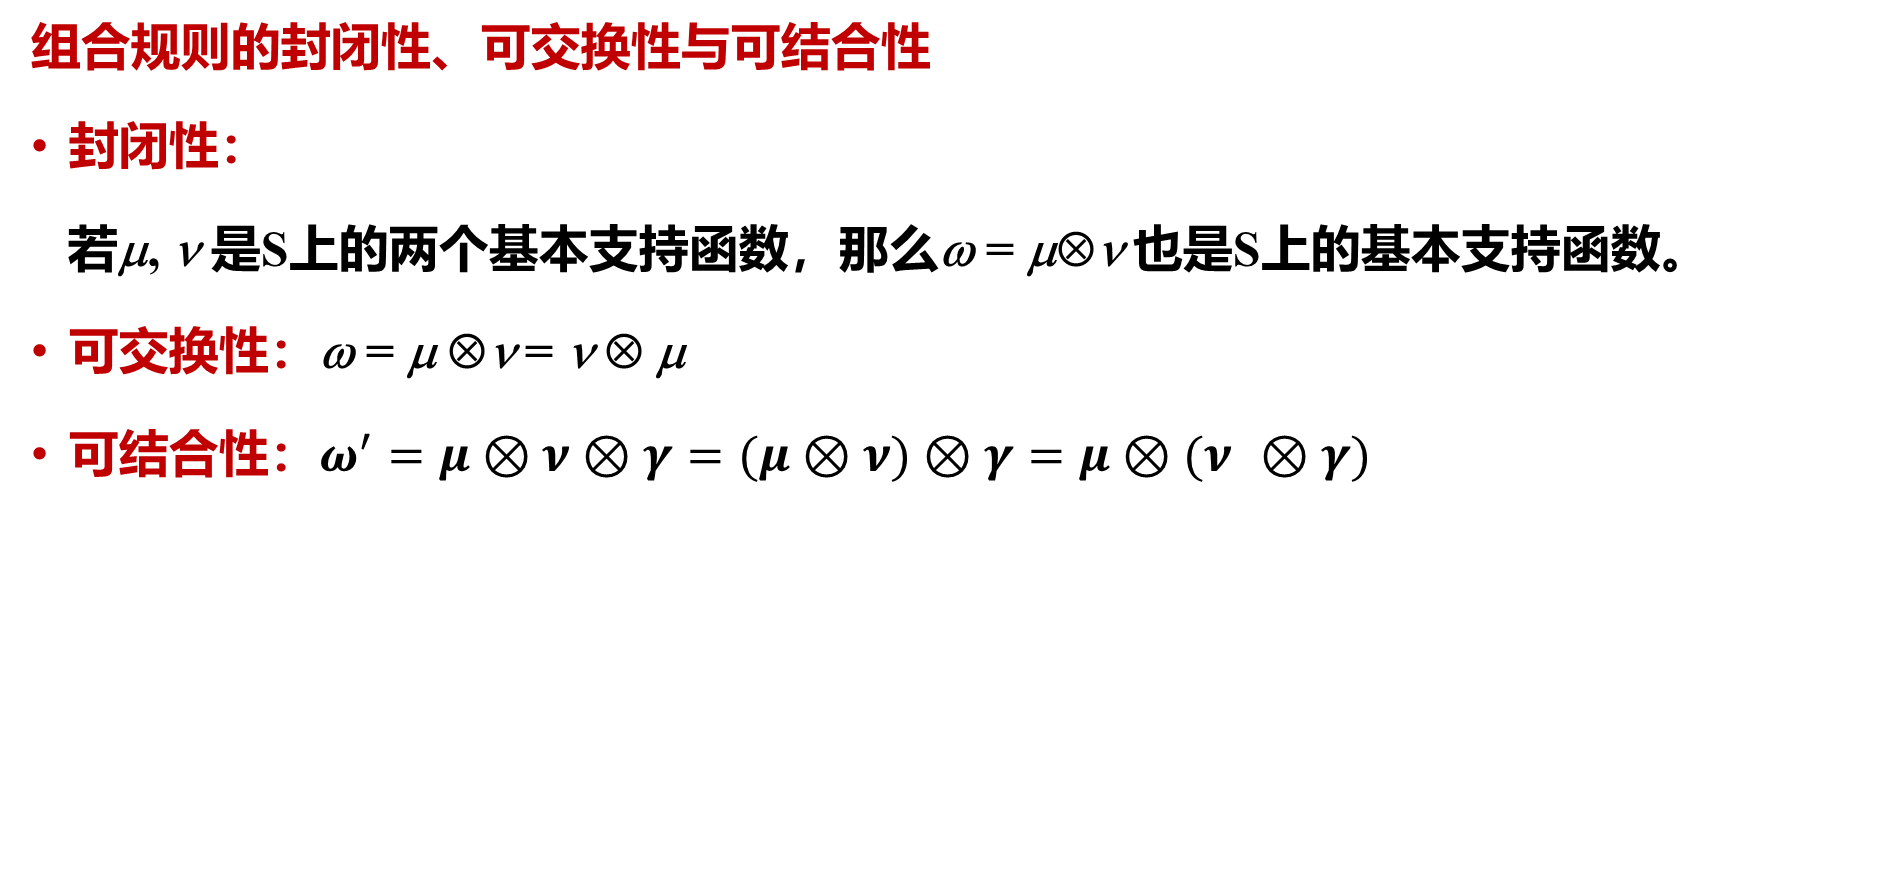 组合规则的封闭性、可交换性与可结合性
• 封闭性：
若μ, ν 是S上的两个基本支持函数，那么ω = μ⊗ν 也是S上的基本支持函数。
• 可交换性：ω = μ ⊗ ν = ν ⊗ μ
• 可结合性：ω′ = μ ⊗ ν ⊗ γ = (μ ⊗ ν) ⊗ γ = μ ⊗ (ν ⊗ γ)